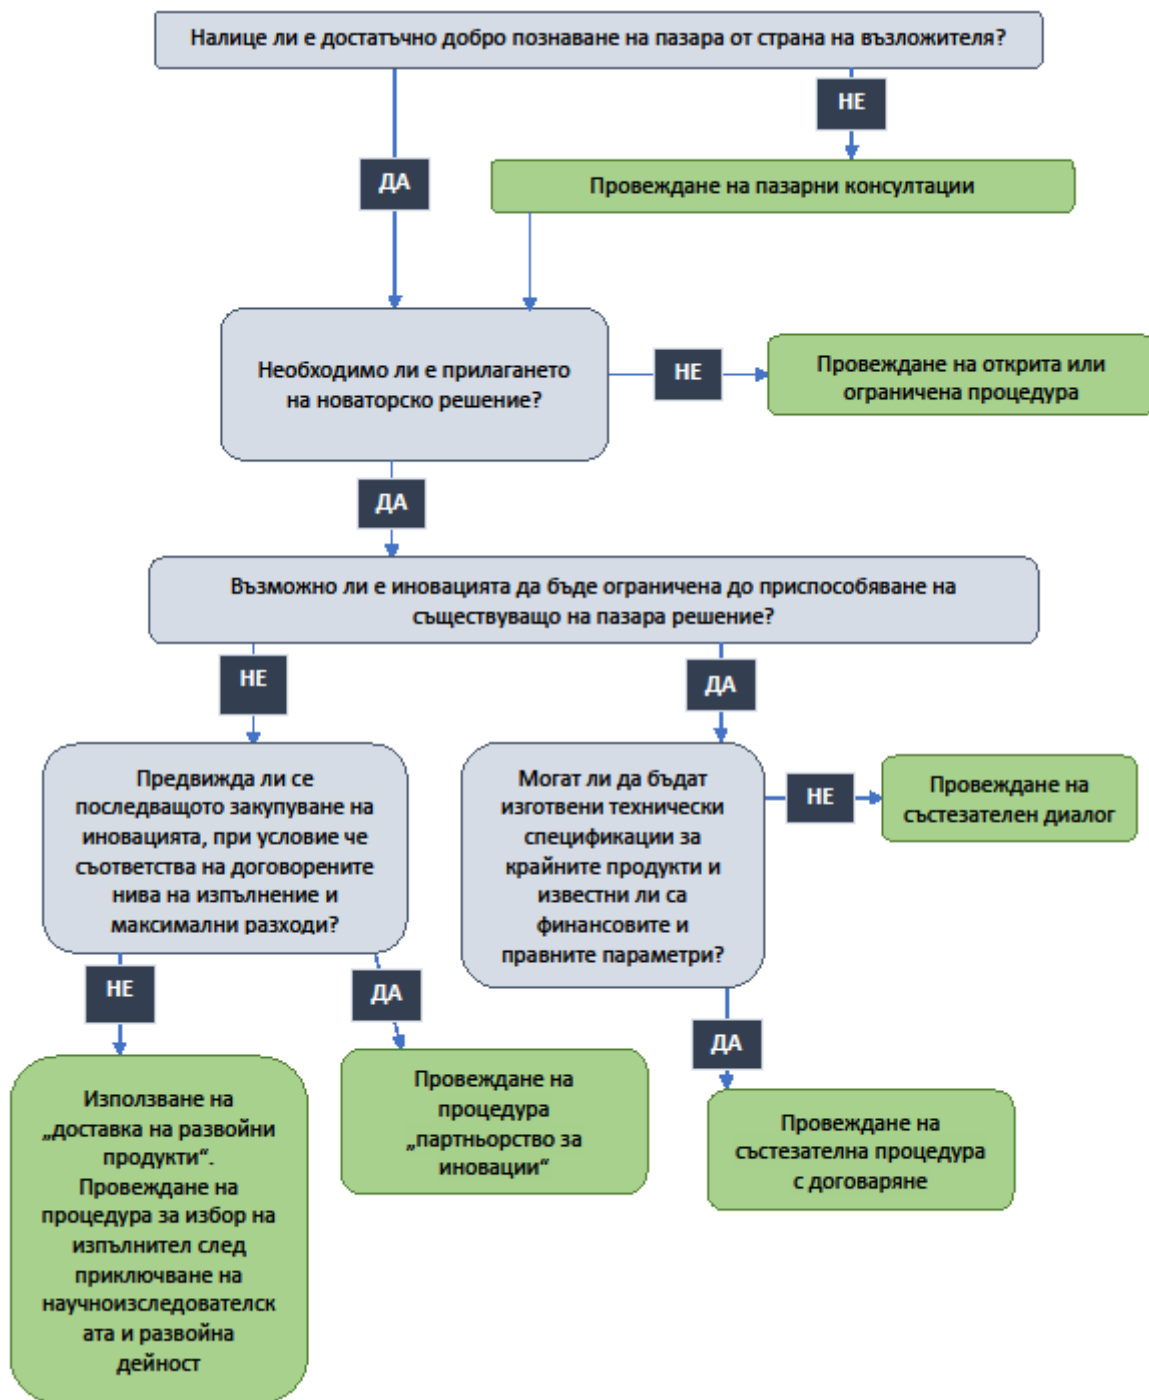 Налице ли е достатъчно добро познаване на пазара от страна на възложителя?
НЕ
ДА
Провеждане на пазарни консултации
Необходимо ли е прилагането
на новаторско решение?
НЕ
Провеждане на открита или
ограничена процедура
ДА
Възможно ли е иновацията да бъде ограничена до приспособяване на
съществуващо на пазара решение?
НЕ
ДА
Предвижда ли се
последващото закупуване на
иновацията, при условие че
съответства на договорените
нива на изпълнение и
максимални разходи?
Могат ли да бъдат
изготвени технически
спецификации за
крайните продукти и
известни ли са
финансовите и
правните параметри?
НЕ
Провеждане на
състезателен диалог
НЕ
ДА
ДА
Използване на
„доставка на развойни
продукти“.
Провеждане на
процедура за избор на
изпълнител след
приключване на
научноизследователск
ата и развойна
дейност
Провеждане на
процедура
„партньорство за
иновации“
Провеждане на
състезателна процедура
с договаряне